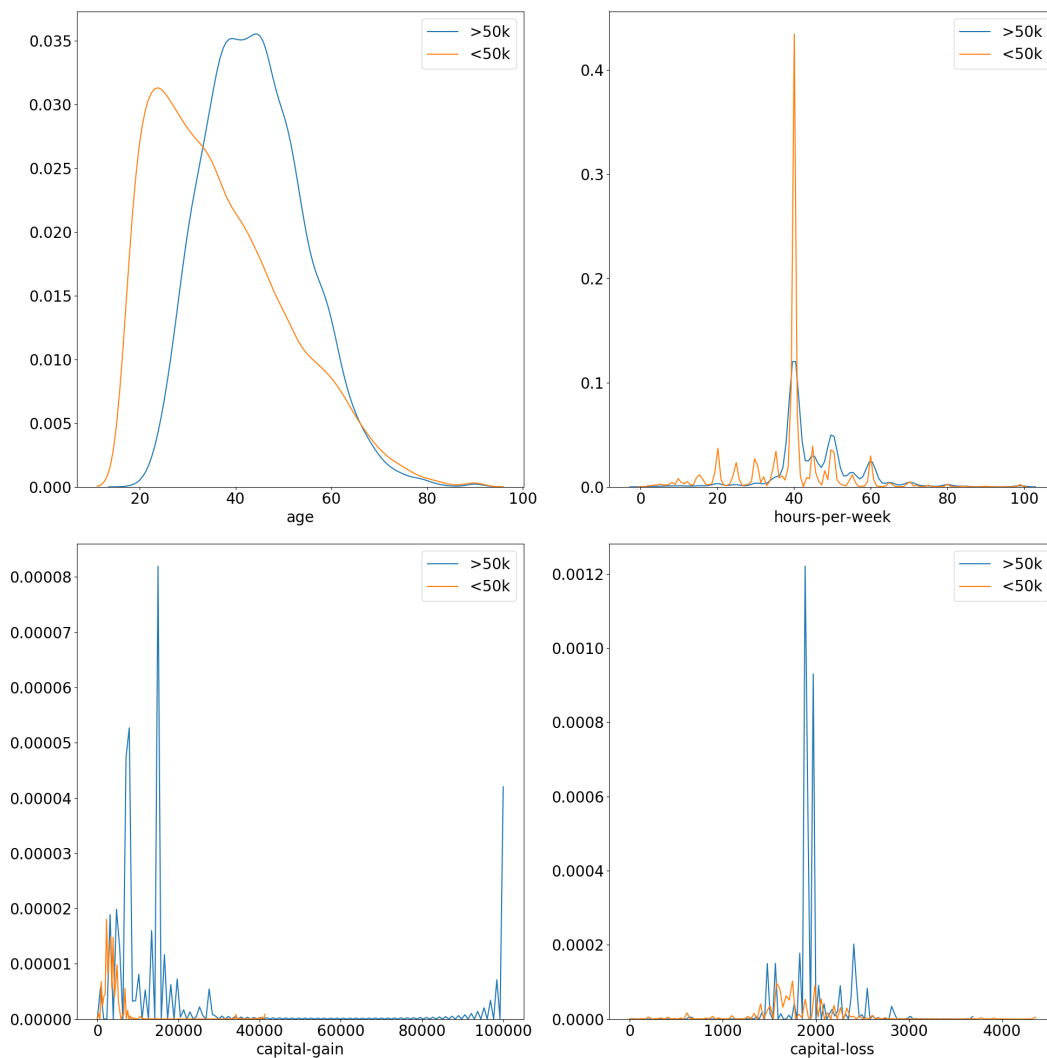 >50k
<50k
0.035
0.030
0.025
0.020
0.015
0.010
0.005
0.000
20 40 60 80 100
age
>50k
<50k
0.4
0.3
0.2
0.1
0.0
0 20 40 60 80 100
hours-per-week
>50k
<50k
0.00008
0.00007
0.00006
0.00005
0.00004
0.00003
0.00002
0.00001
0.00000
0 20000 40000 60000 80000 100000
capital-gain
>50k
<50k
0.0012
0.0010
0.0008
0.0006
0.0004
0.0002
0.0000
0 1000 2000 3000 4000
capital-loss